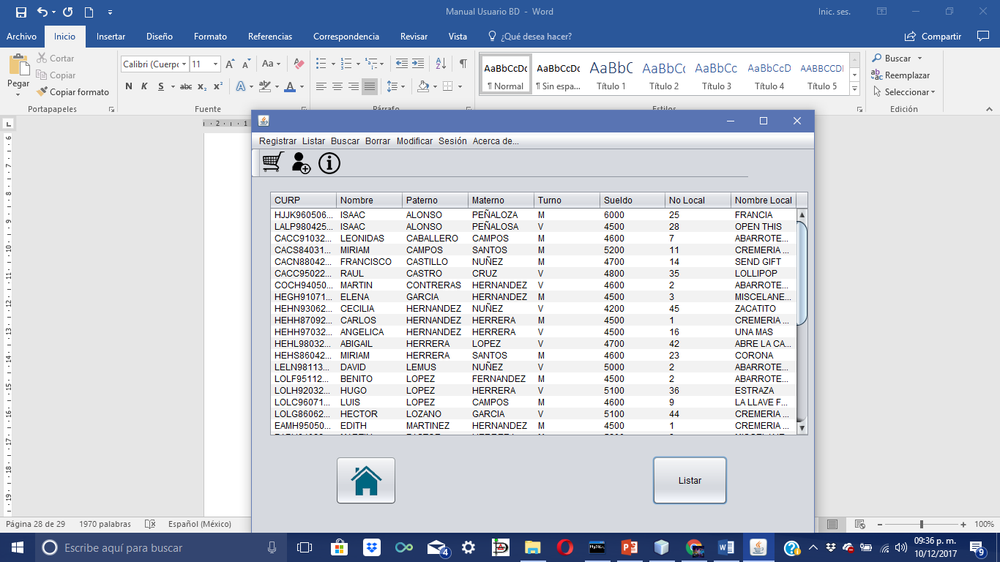 Manual Usuario BD - Word Inic. ses.
Archivo Inicio Insertar Diseño Formato Referencias Correspondencia Revisar Vista ¿Qué desea hacer? Compartir
Pegar
Cortar
Copiar
Copiar formato
Portapapeles
Calibri (Cuerpo 11
N K S abc x₂ x²
Fuente
Párrafo
AaBbCcDc AaBbCcDc AaBbC AaBbCcC AaBbCc AaBbCcD AABBCCDI
¶ Normal ¶ Sin espa... Título 1 Título 2 Título 3 Título 4 Título 5
Estilos
Buscar
Reemplazar
Seleccionar
Edición
Registrar Listar Buscar Borrar Modificar Sesión Acerca de...
CURP Nombre Paterno Materno Turno Sueldo No Local Nombre Local
HJJK960506... ISAAC ALONSO PEÑALOZA M 6000 25 FRANCIA
LALP980425... ISAAC ALONSO PEÑALOSA V 4500 28 OPEN THIS
CACC91032... LEONIDAS CABALLERO CAMPOS M 4600 7 ABARROTE...
CACS84031... MIRIAM CAMPOS SANTOS M 5200 11 CREMERIA ...
CACN88042... FRANCISCO CASTILLO NUÑEZ M 4700 14 SEND GIFT
CACC95022... RAUL CASTRO CRUZ V 4800 35 LOLLIPOP
COCH94050... MARTIN CONTRERAS HERNANDEZ V 4600 2 ABARROTE...
HEGH91071... ELENA GARCIA HERNANDEZ M 4500 3 MISCELANE...
HEHN93062... CECILIA HERNANDEZ NUÑEZ V 4200 45 ZACATITO
HEHH87092... CARLOS HERNANDEZ HERRERA M 4500 1 CREMERIA ...
HEHH97032... ANGELICA HERNANDEZ HERRERA V 4500 16 UNA MAS
HEHL98032... ABIGAIL HERRERA LOPEZ V 4700 42 ABRE LA CA...
HEHS86042... MIRIAM HERRERA SANTOS M 4600 23 CORONA
LELN98113... DAVID LEMUS NUÑEZ V 5000 2 ABARROTE...
LOLF95112... BENITO LOPEZ FERNANDEZ M 4500 2 ABARROTE...
LOLH92032... HUGO LOPEZ HERRERA V 5100 36 ESTRAZA
LOLC96071... LUIS LOPEZ CAMPOS M 4600 9 LA LLAVE F...
LOLG86062... HECTOR LOZANO GARCIA V 5100 44 CREMERIA ...
EAMH95050... EDITH MARTINEZ HERNANDEZ M 4500 1 CREMERIA ...
Listar
Página 28 de 29 1970 palabras Español (México) 100%
Escribe aquí para buscar
09:36 p. m.
10/12/2017